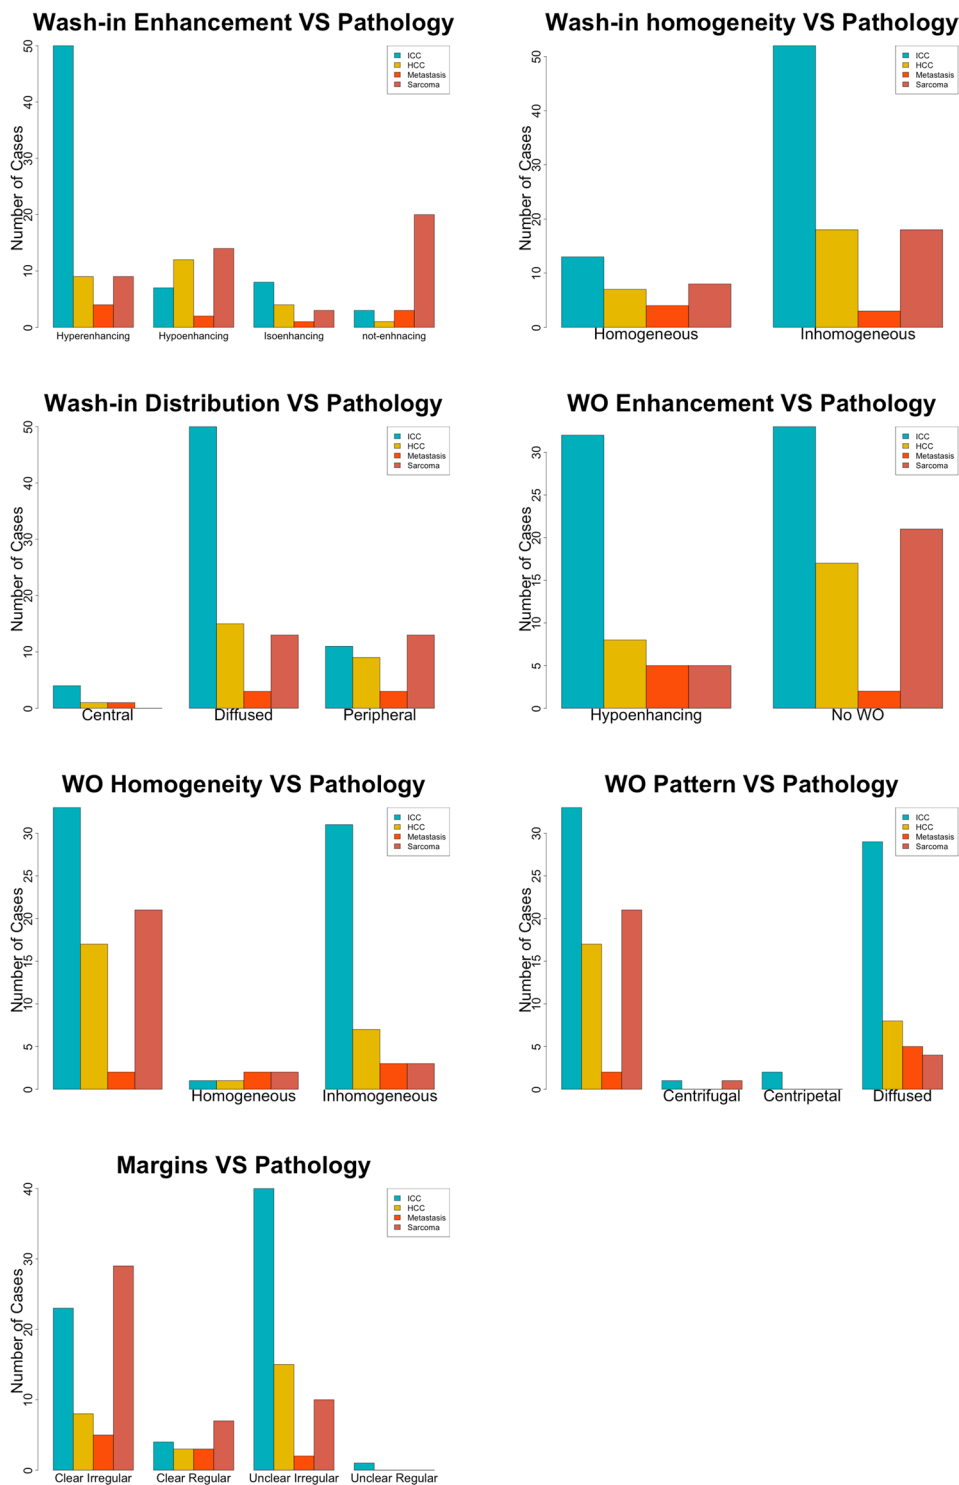 Wash-in Enhancement VS Pathology
Number of Cases
0
10
20
30
40
50
ICC
HCC
Metastasis
Sarcoma
Hyperenhancing
Hypoenhancing
Isoenhancing
not-enhnacing
Wash-in homogeneity VS Pathology
Number of Cases
0
10
20
30
40
50
ICC
HCC
Metastasis
Sarcoma
Homogeneous
Inhomogeneous
Wash-in Distribution VS Pathology
Number of Cases
0
10
20
30
40
50
ICC
HCC
Metastasis
Sarcoma
Central
Diffused
Peripheral
WO Enhancement VS Pathology
Number of Cases
0
5
10
15
20
25
30
ICC
HCC
Metastasis
Sarcoma
Hypoenhancing
No WO
WO Homogeneity VS Pathology
Number of Cases
0
5
10
15
20
25
30
ICC
HCC
Metastasis
Sarcoma
Homogeneous
Inhomogeneous
WO Pattern VS Pathology
Number of Cases
0
5
10
15
20
25
30
ICC
HCC
Metastasis
Sarcoma
Centrifugal
Centripetal
Diffused
Margins VS Pathology
Number of Cases
0
10
20
30
40
ICC
HCC
Metastasis
Sarcoma
Clear Irregular
Clear Regular
Unclear Irregular
Unclear Regular